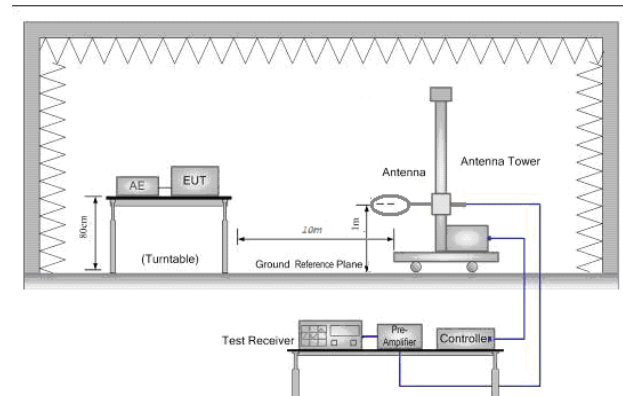 Antenna
Antenna Tower
AE
EUT
80cm
10m
1m
(Turntable)
Ground Reference Plane
Test Receiver
Pre-
Amplifier
Controller